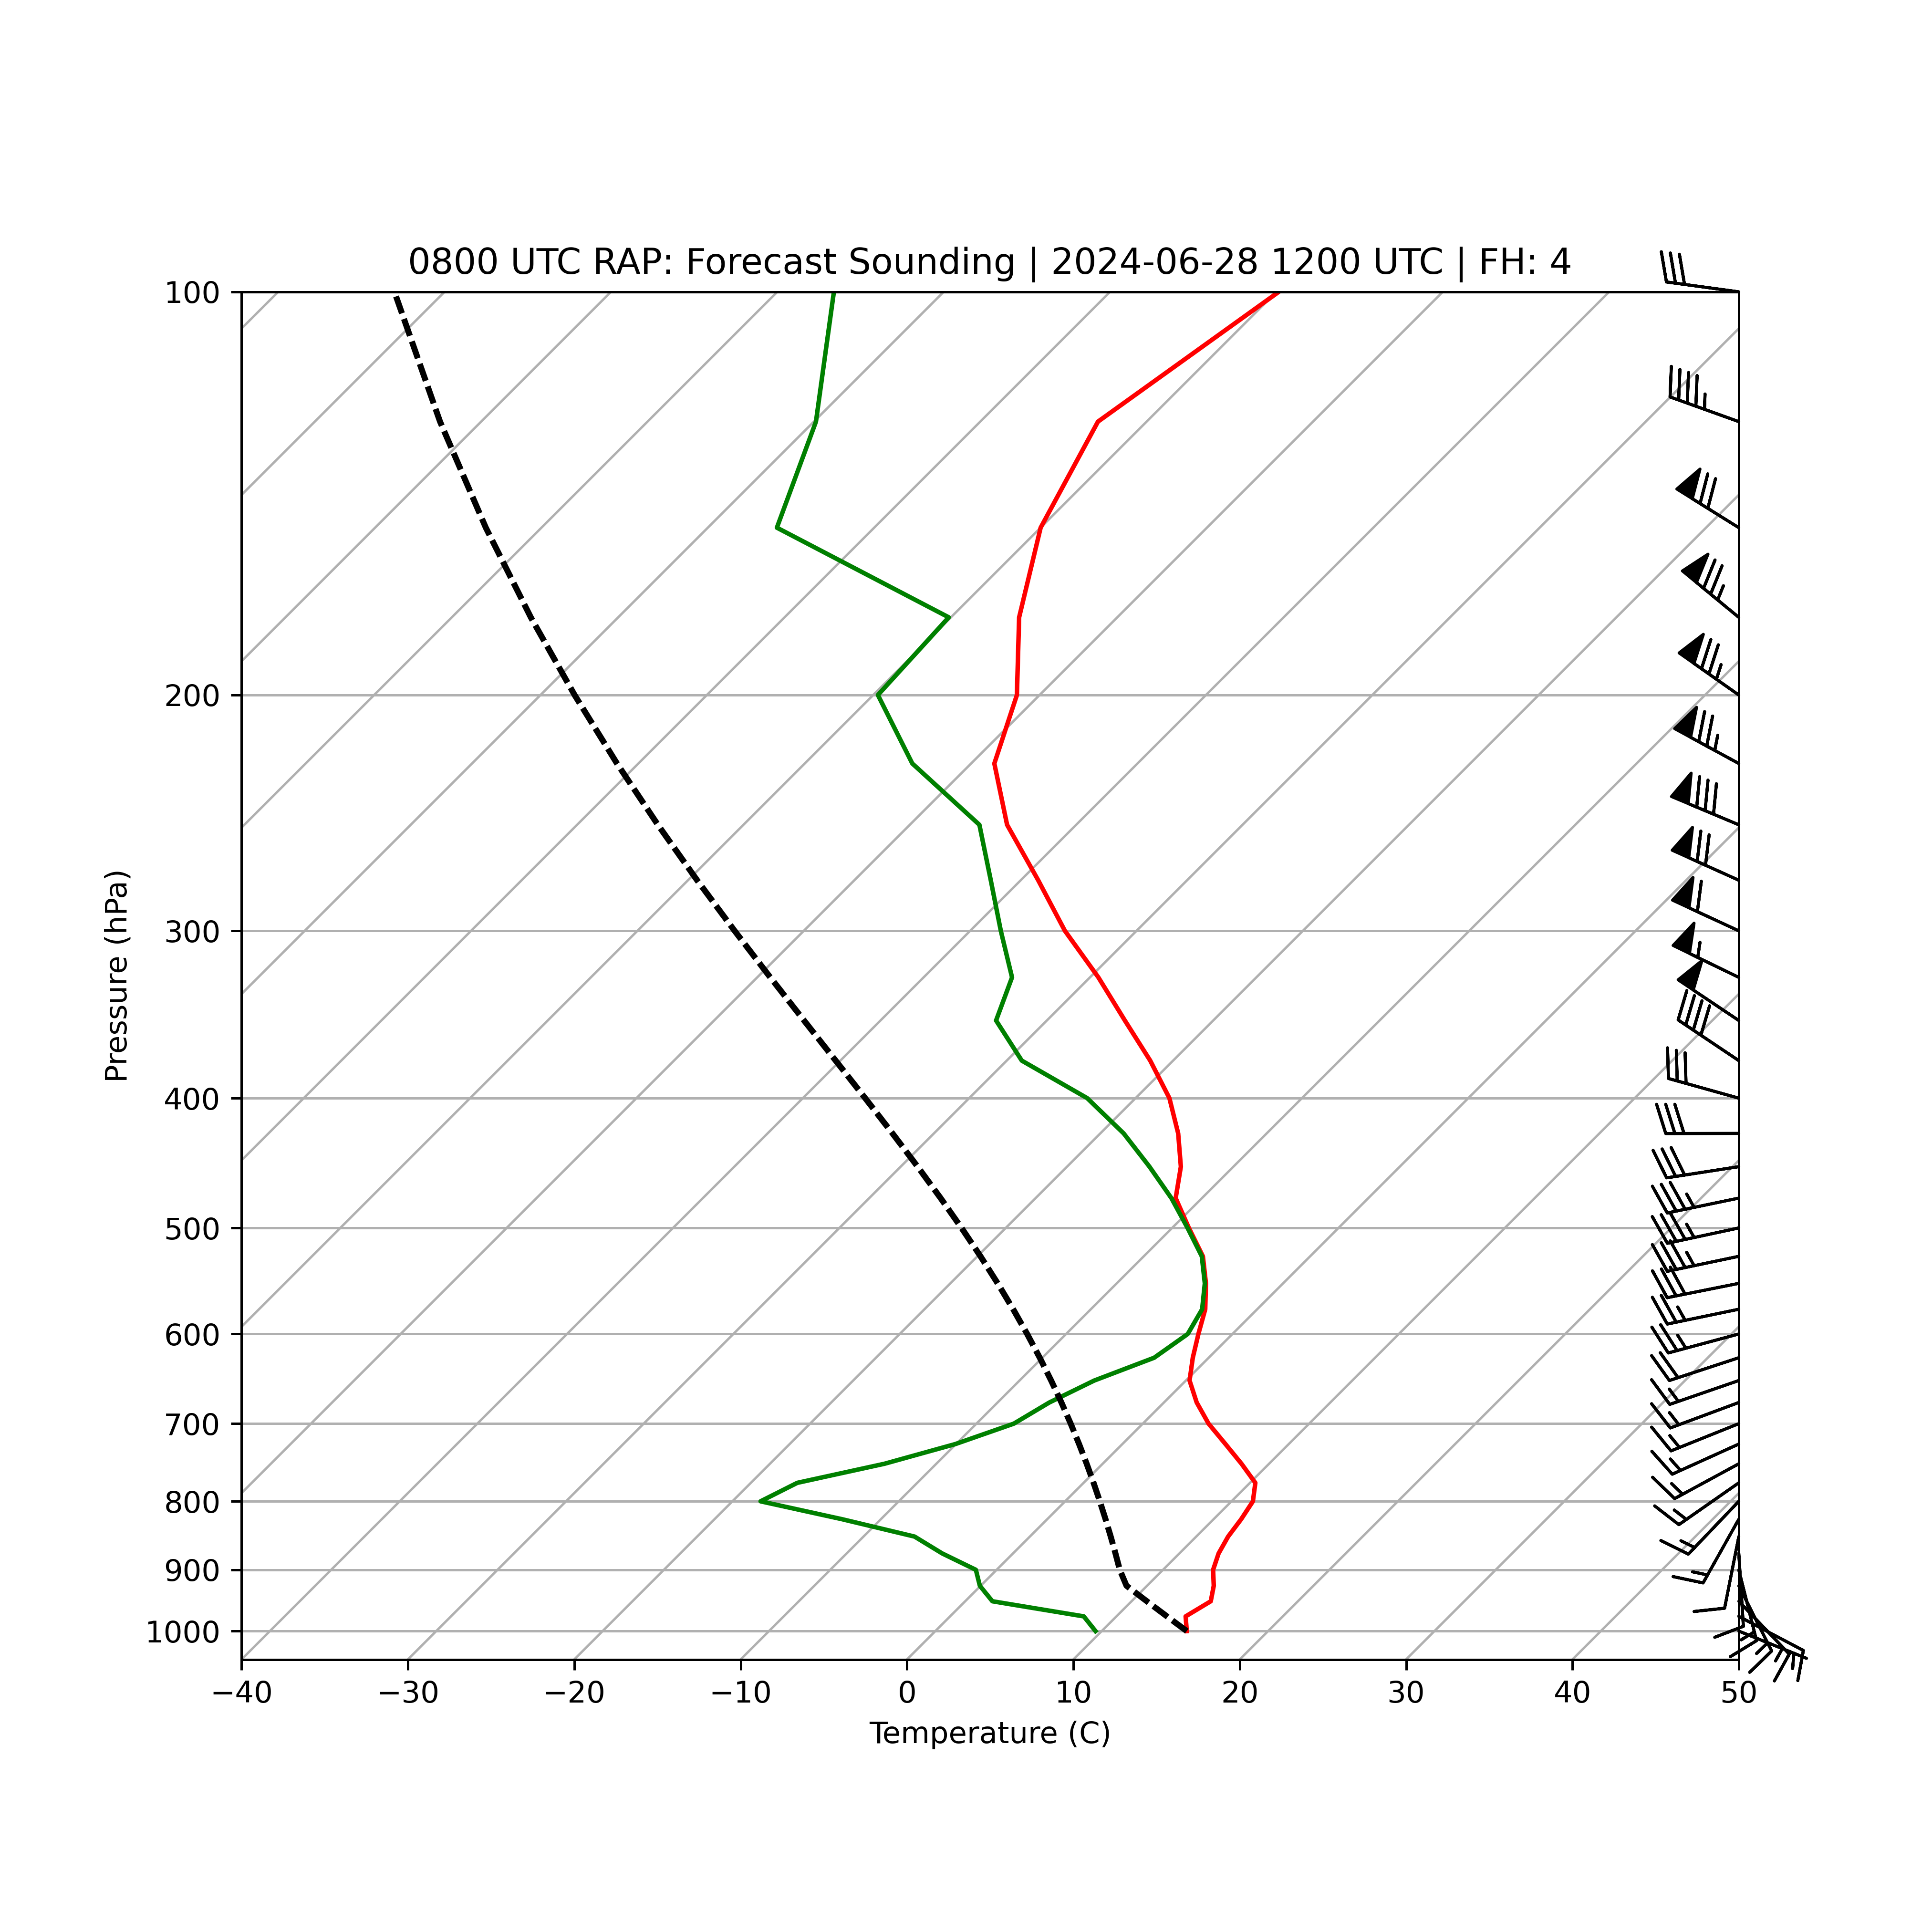 0800 UTC RAP: Forecast Sounding | 2024-06-28 1200 UTC | FH: 4
100
200
300
400
500
600
700
800
900
1000
Pressure (hPa)
−40 −30 −20 −10 0 10 20 30 40 50
Temperature (C)